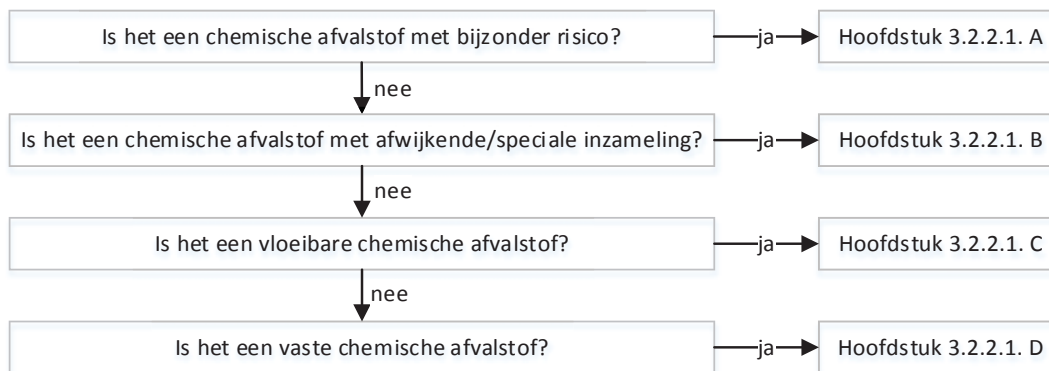 Is het een chemische afvalstof met bijzonder risico?
ja
Hoofdstuk 3.2.2.1. A
nee
Is het een chemische afvalstof met afwijkende/speciale inzameling?
ja
Hoofdstuk 3.2.2.1. B
nee
Is het een vloeibare chemische afvalstof?
ja
Hoofdstuk 3.2.2.1. C
nee
Is het een vaste chemische afvalstof?
ja
Hoofdstuk 3.2.2.1. D